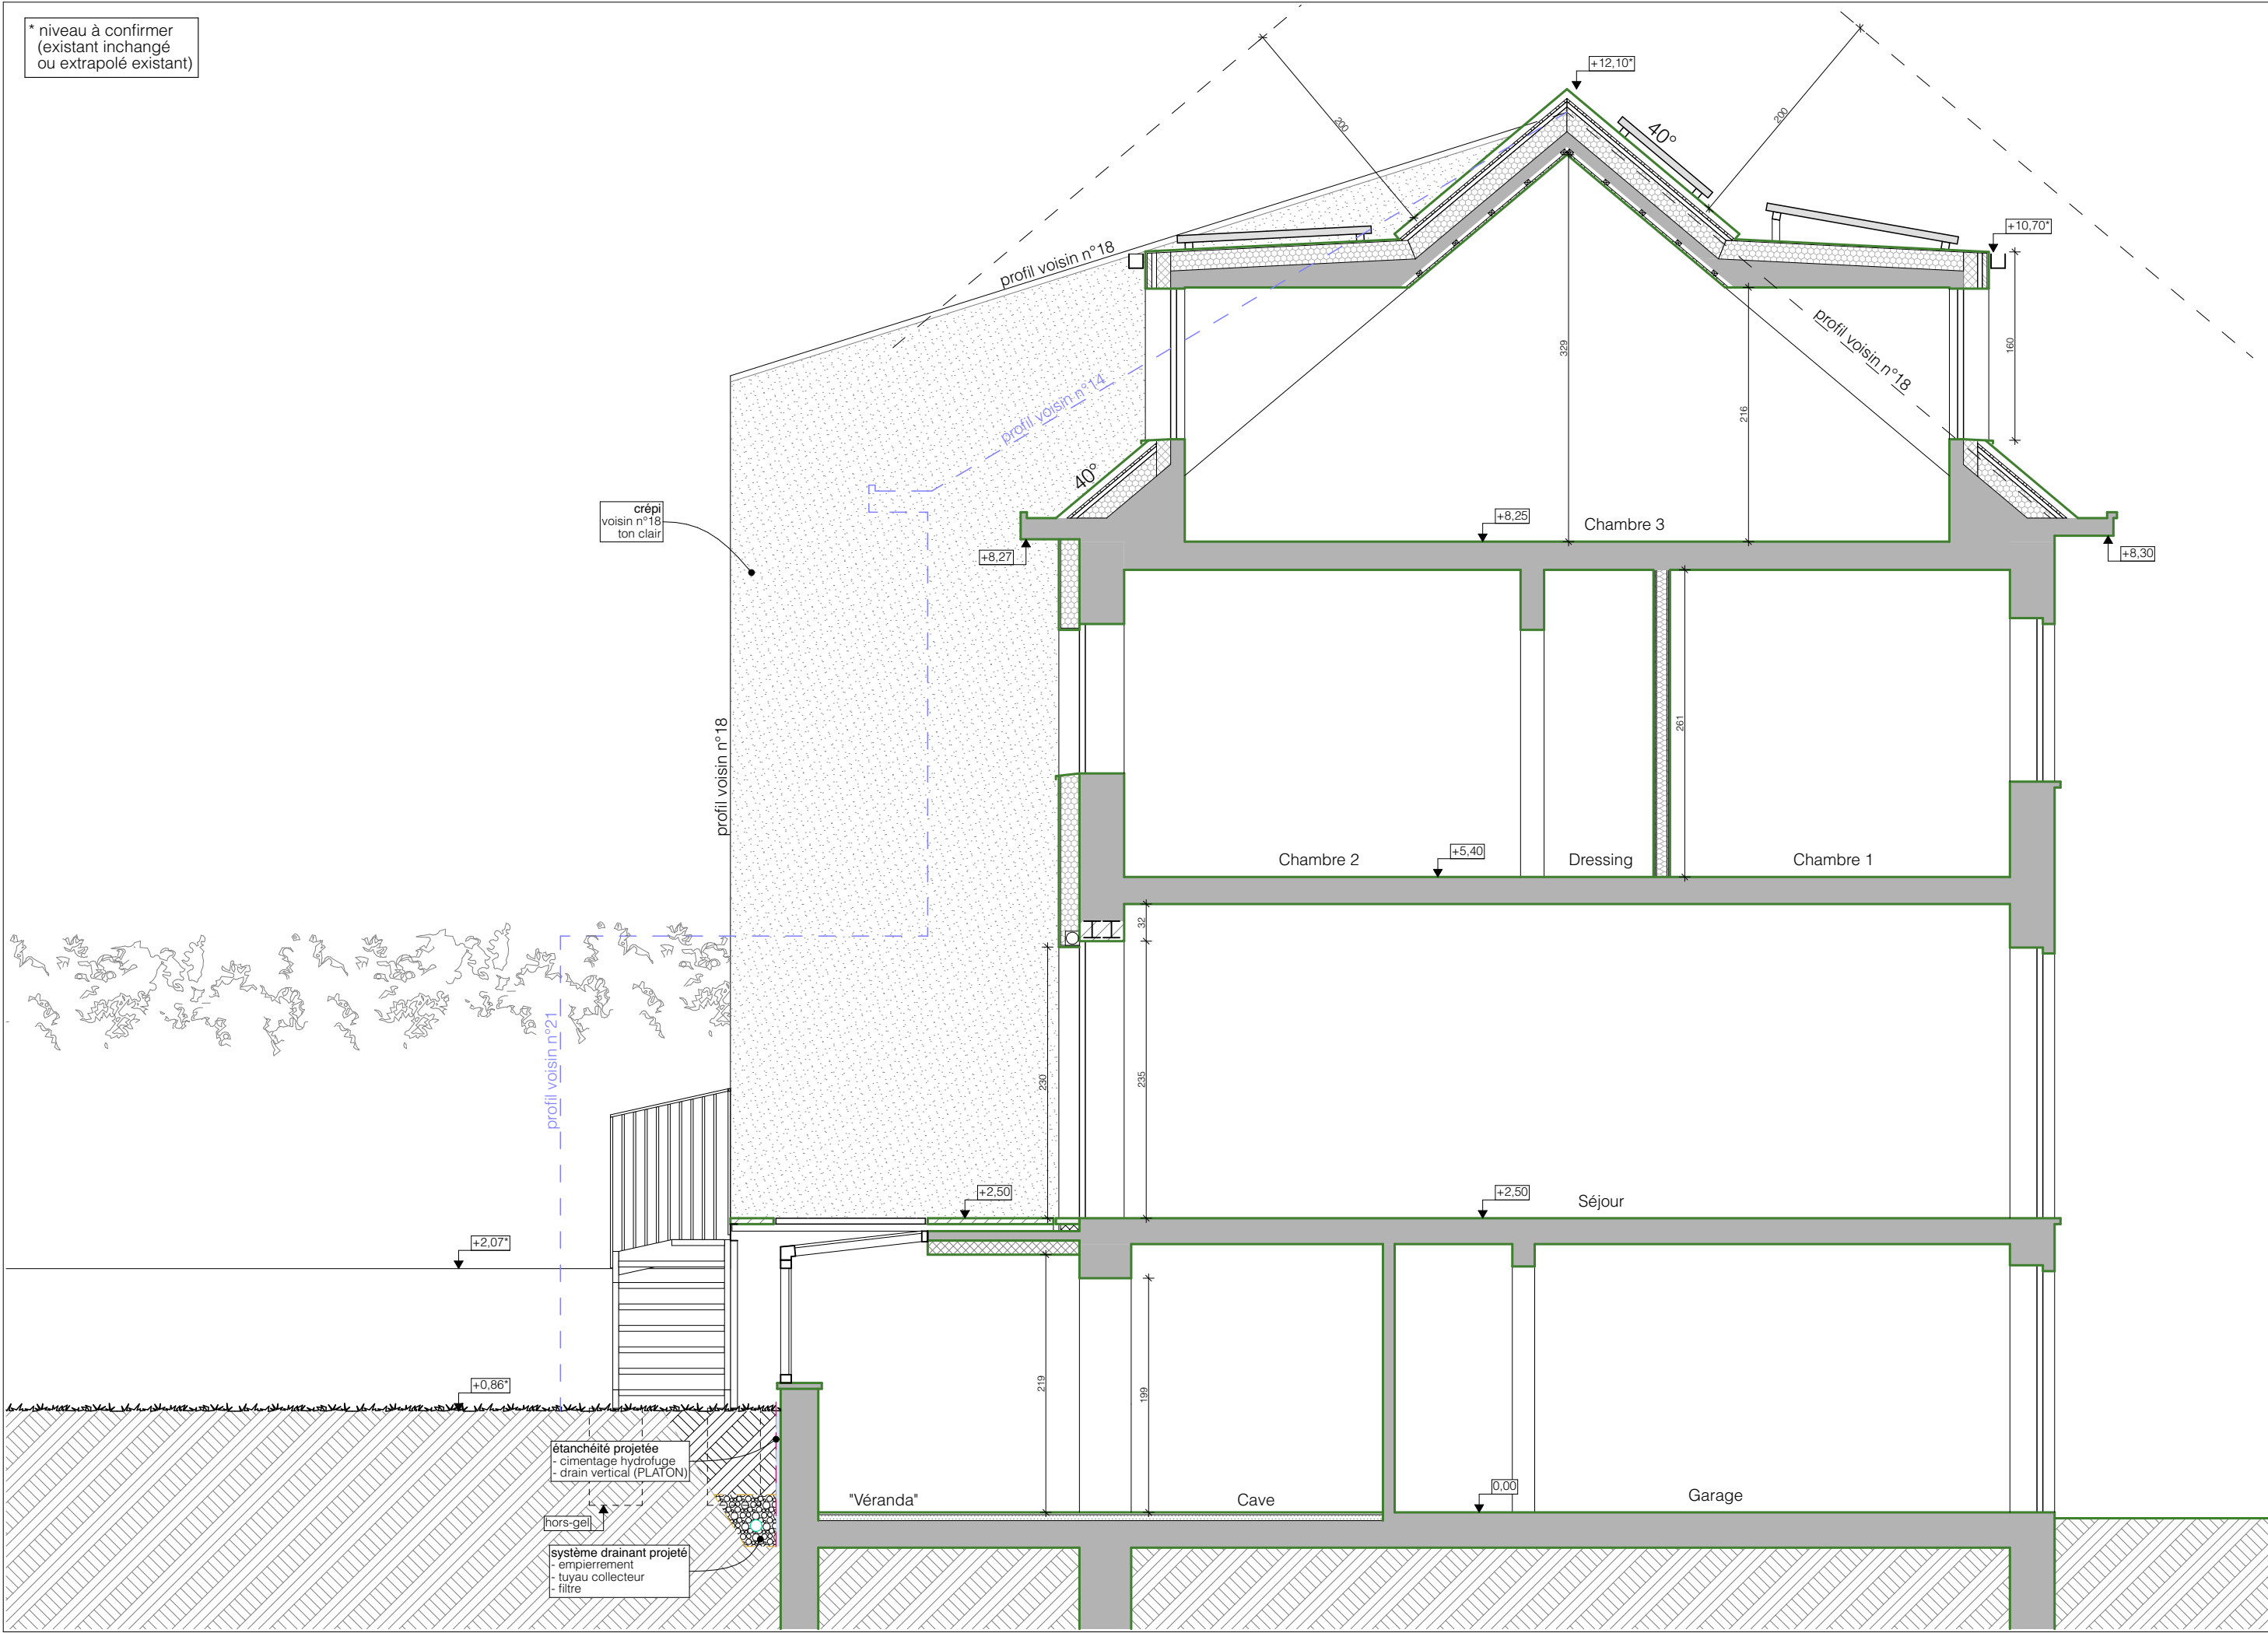 * niveau à confirmer
(existant inchangé
ou extrapolé existant)
+12,10*
200
40°
200
+10,70*
profil voisin n°18
profil voisin n°18
329
160
profil voisin n°14
216
40°
crépi
voisin n°18
ton clair
+8,27
+8,25
Chambre 3
+8,30
profil voisin n°18
261
Chambre 2
+5,40
Dressing
Chambre 1
32
profil voisin n°21
230
235
+2,50
+2,50
Séjour
+2,07*
+0,86*
219
199
étanchéité projetée
- cimentage hydrofuge
- drain vertical (PLATON)
"Véranda"
Cave
0,00
Garage
hors-gel
système drainant projeté
- empierrement
- tuyau collecteur
- filtre